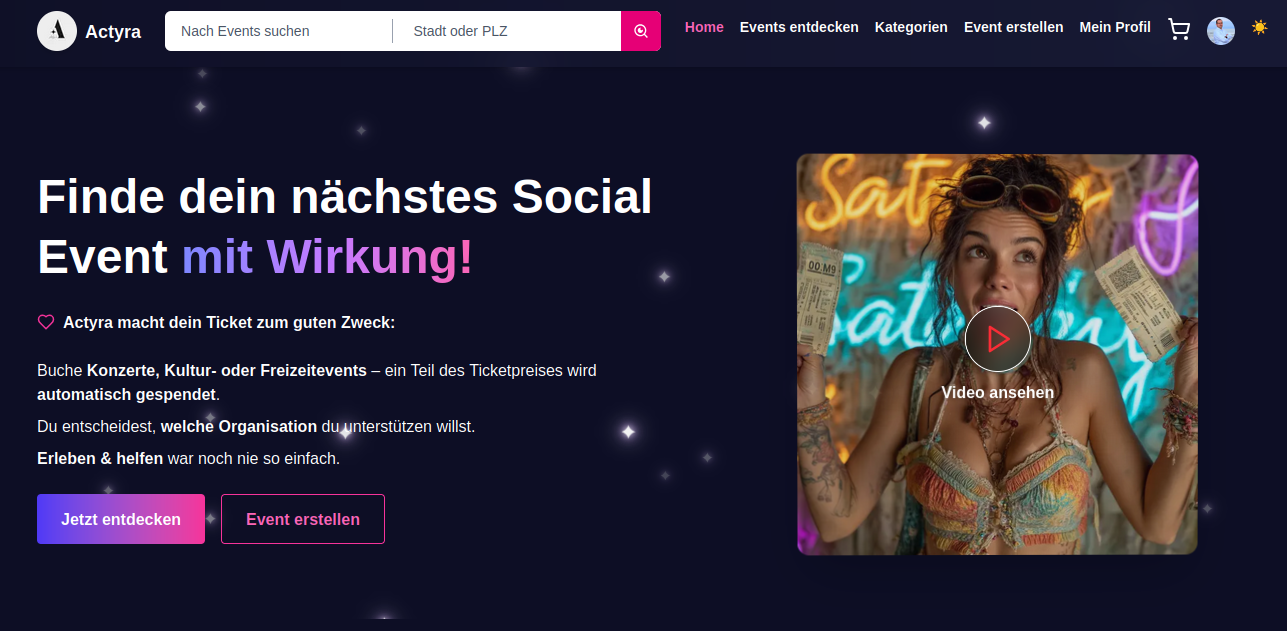 Actyra
Nach Events suchen
Stadt oder PLZ
Home
Events entdecken
Kategorien
Event erstellen
Mein Profil
Finde dein nächstes Social
Event mit Wirkung!
Actyra macht dein Ticket zum guten Zweck:
Buche Konzerte, Kultur- oder Freizeitevents – ein Teil des Ticketpreises wird
automatisch gespendet.
Du entscheidest, welche Organisation du unterstützen willst.
Erleben & helfen war noch nie so einfach.
Jetzt entdecken
Event erstellen
00.M9
Video ansehen